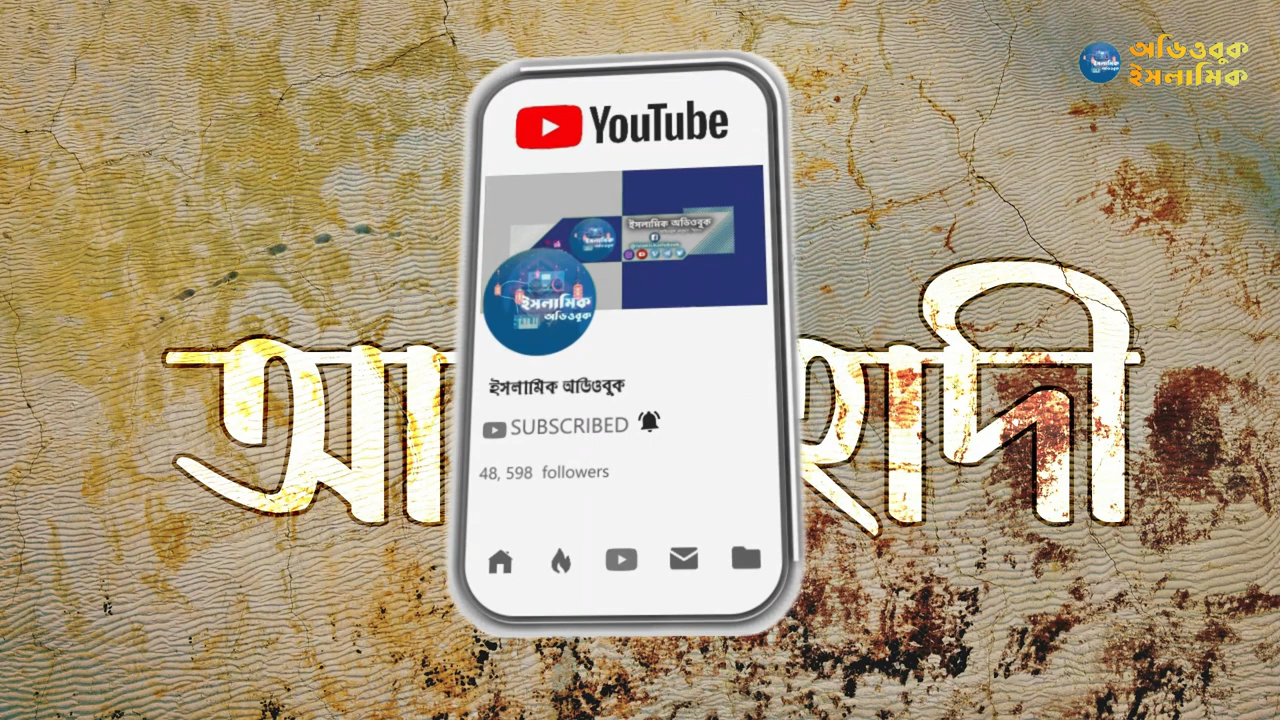 অডিওবুক
ইসলামিক
YouTube
ইসলামিক অডিওবুক
ইসলামিক
অডিওবুক
ইসলামিক অডিওবুক
SUBSCRIBED
48, 598 followers
আ হাদী